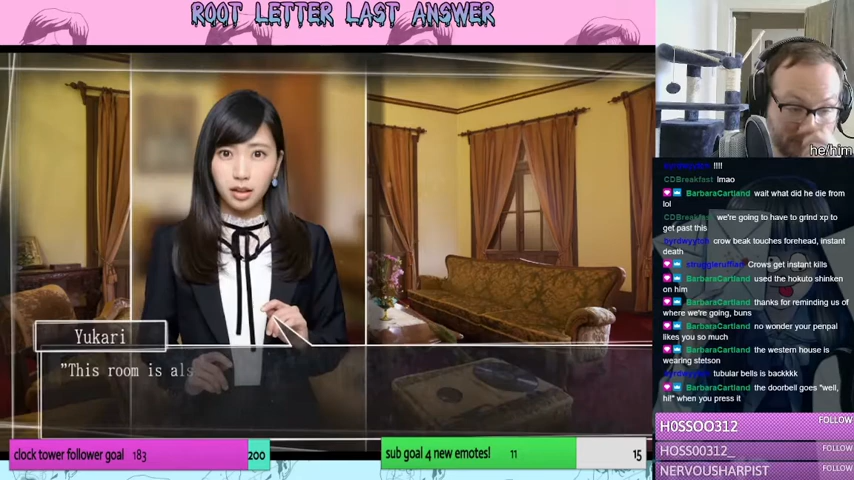 ROOT LETTER LAST ANSWER
he/him
!!!!
CDBreakfast lmao
BarbaraCartland wait what did he die from
lol
CDBreakfast we're going to have to grind xp to
get past this
crow beak touches forehead, instant
death
struggleruffian Crows get instant kills
BarbaraCartland used the hokuto shinken
on him
BarbaraCartland thanks for reminding us of
where we're going, buns
BarbaraCartland no wonder your penpal
likes you so much
BarbaraCartland the western house is
wearing stetson
tubular bells is backkkk
BarbaraCartland the doorbell goes "well,
hi!" when you press it
Yukari
"This room is als
clock tower follower goal 183 200
sub goal 4 new emotes! 11 15
H0SSOO312 FOLLOW
HOSS00312_ FOLLOW
NERVOUSHARPIST FOLLOW